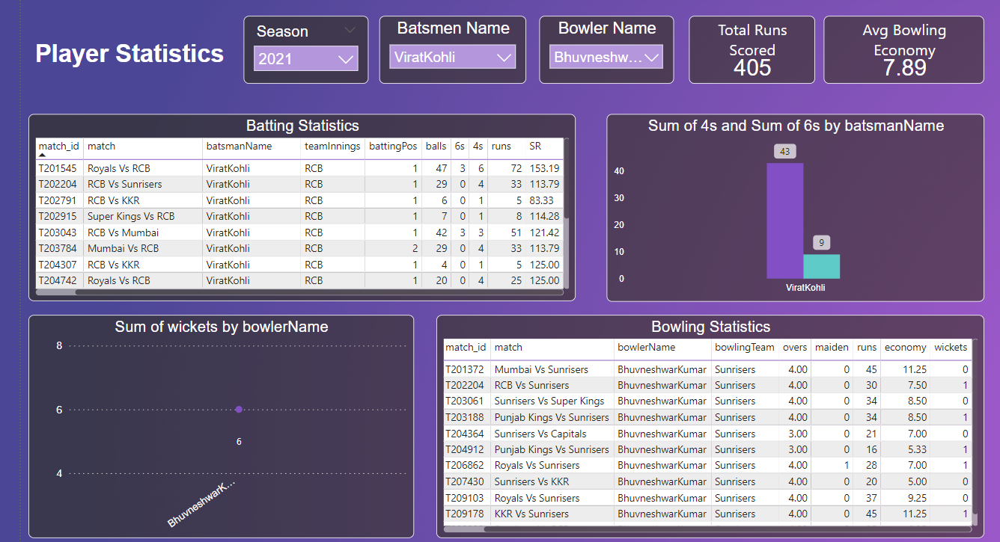 Player Statistics
Season
2021
Batsmen Name
ViratKohli
Bowler Name
Bhuvneshw...
Total Runs
Scored
405
Avg Bowling
Economy
7.89
Batting Statistics
match_id match batsmanName teamInnings battingPos balls 6s 4s runs SR
T201545 Royals Vs RCB ViratKohli RCB 1 47 3 6 72 153.19
T202204 RCB Vs Sunrisers ViratKohli RCB 1 29 0 4 33 113.79
T202791 RCB Vs KKR ViratKohli RCB 1 6 0 1 5 83.33
T202915 Super Kings Vs RCB ViratKohli RCB 1 7 0 1 8 114.28
T203043 RCB Vs Mumbai ViratKohli RCB 1 42 3 3 51 121.42
T203784 Mumbai Vs RCB ViratKohli RCB 2 29 0 4 33 113.79
T204307 RCB Vs KKR ViratKohli RCB 1 4 0 1 5 125.00
T204742 Royals Vs RCB ViratKohli RCB 1 20 0 4 25 125.00
Sum of 4s and Sum of 6s by batsmanName
43
40
30
20
9
10
0
ViratKohli
Sum of wickets by bowlerName
8
6
6
4
BhuvneshwarK...
Bowling Statistics
match_id match bowlerName bowlingTeam overs maiden runs economy wickets
T201372 Mumbai Vs Sunrisers BhuvneshwarKumar Sunrisers 4.00 0 45 11.25 0
T202204 RCB Vs Sunrisers BhuvneshwarKumar Sunrisers 4.00 0 30 7.50 1
T203061 Sunrisers Vs Super Kings BhuvneshwarKumar Sunrisers 4.00 0 34 8.50 0
T203188 Punjab Kings Vs Sunrisers BhuvneshwarKumar Sunrisers 4.00 0 34 8.50 1
T204364 Sunrisers Vs Capitals BhuvneshwarKumar Sunrisers 3.00 0 21 7.00 0
T204912 Punjab Kings Vs Sunrisers BhuvneshwarKumar Sunrisers 3.00 0 16 5.33 1
T206862 Royals Vs Sunrisers BhuvneshwarKumar Sunrisers 4.00 1 28 7.00 1
T207430 Sunrisers Vs KKR BhuvneshwarKumar Sunrisers 4.00 0 20 5.00 0
T209103 Royals Vs Sunrisers BhuvneshwarKumar Sunrisers 4.00 0 37 9.25 0
T209178 KKR Vs Sunrisers BhuvneshwarKumar Sunrisers 4.00 0 45 11.25 1